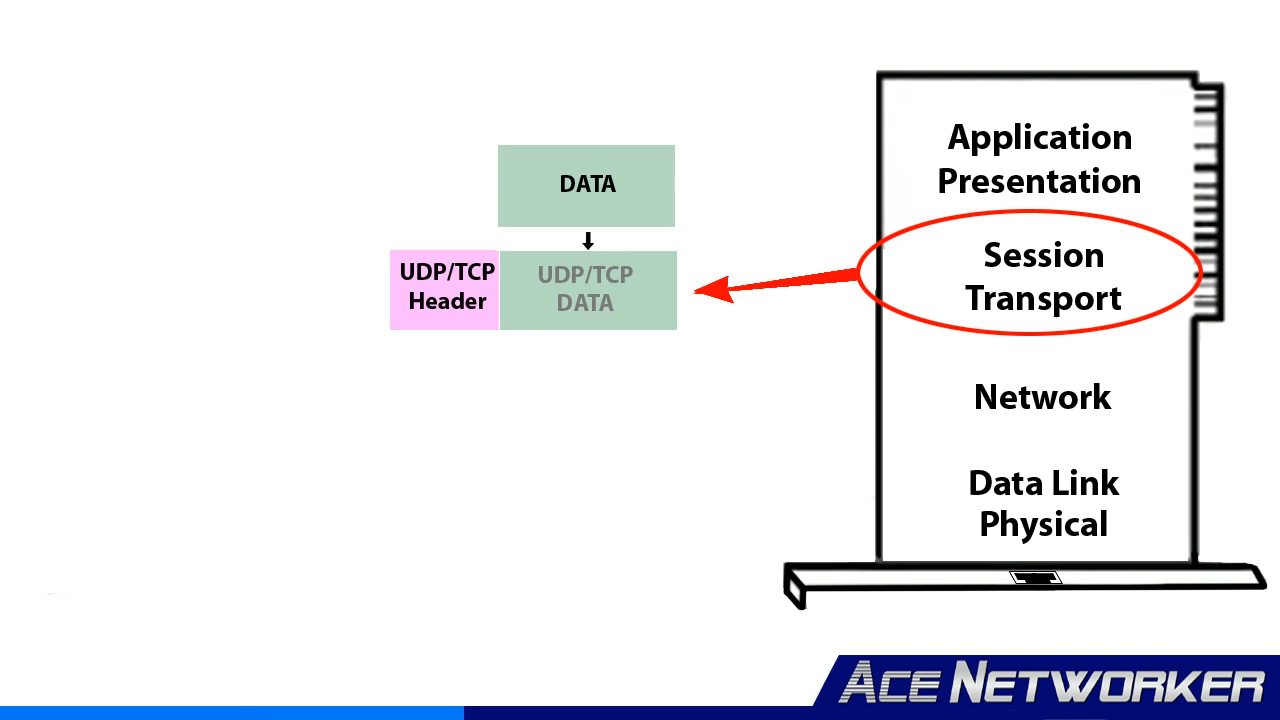 Application
Presentation
Session
Transport
Network
Data Link
Physical
DATA
UDP/TCP
Header
UDP/TCP
DATA
ACE NETWORKER